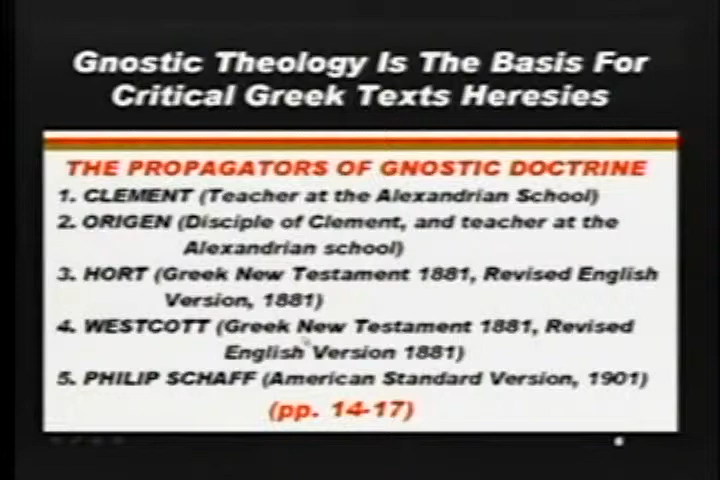 Gnostic Theology Is The Basis For
Critical Greek Texts Heresies
THE PROPAGATORS OF GNOSTIC DOCTRINE
1. CLEMENT (Teacher at the Alexandrian School)
2. ORIGEN (Disciple of Clement, and teacher at the
Alexandrian school)
3. HORT (Greek New Testament 1881, Revised English
Version, 1881)
4. WESTCOTT (Greek New Testament 1881, Revised
English Version 1881)
5. PHILIP SCHAFF (American Standard Version, 1901)
(pp. 14-17)